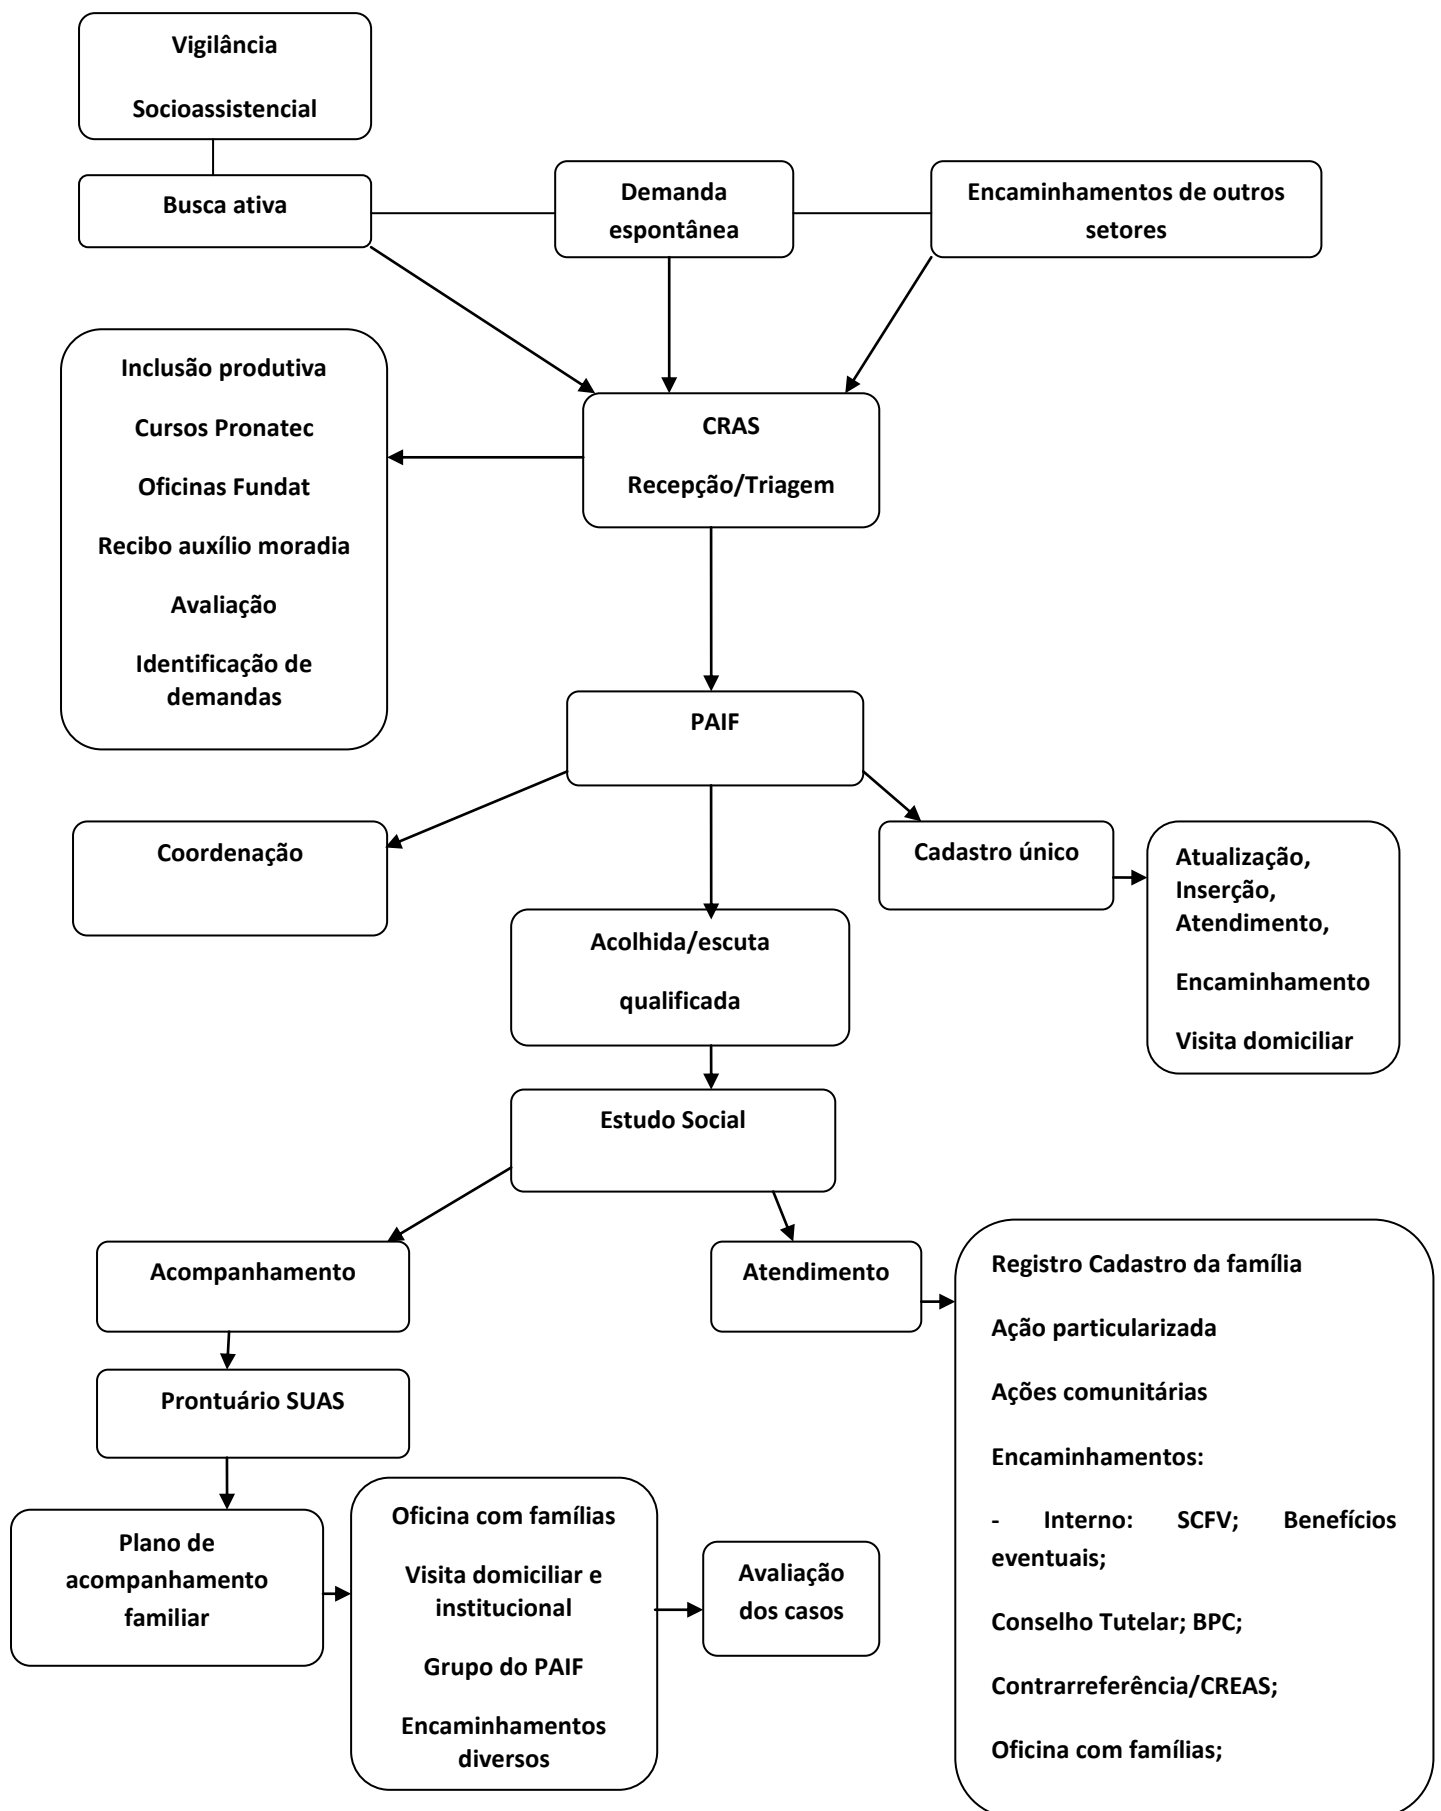 Vigilância
Socioassistencial
Busca ativa
Demanda
espontânea
Encaminhamentos de outros
setores
Inclusão produtiva
Cursos Pronatec
Oficinas Fundat
Recibo auxílio moradia
Avaliação
Identificação de
demandas
CRAS
Recepção/Triagem
PAIF
Coordenação
Cadastro único
Atualização,
Inserção,
Atendimento,
Encaminhamento
Visita domiciliar
Acolhida/escuta
qualificada
Estudo Social
Acompanhamento
Atendimento
Registro Cadastro da família
Ação particularizada
Ações comunitárias
Encaminhamentos:
- Interno: SCFV; Benefícios
eventuais;
Conselho Tutelar; BPC;
Contrarreferência/CREAS;
Oficina com famílias;
Prontuário SUAS
Plano de
acompanhamento
familiar
Oficina com famílias
Visita domiciliar e
institucional
Grupo do PAIF
Encaminhamentos
diversos
Avaliação
dos casos